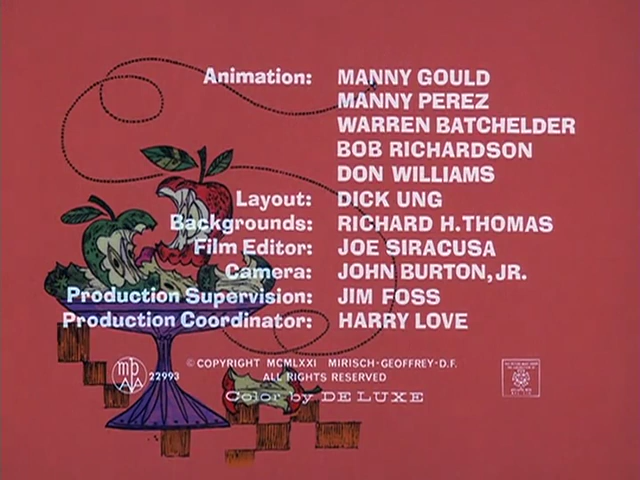 Animation: MANNY GOULD
MANNY PEREZ
WARREN BATCHELDER
BOB RICHARDSON
DON WILLIAMS
Layout: DICK UNG
Backgrounds: RICHARD H. THOMAS
Film Editor: JOE SIRACUSA
Camera: JOHN BURTON, JR.
Production Supervision: JIM FOSS
Production Coordinator: HARRY LOVE
© COPYRIGHT MCMLXXI MIRISCH-GEOFFREY-D.F.
22993
ALL RIGHTS RESERVED
Color by DE LUXE